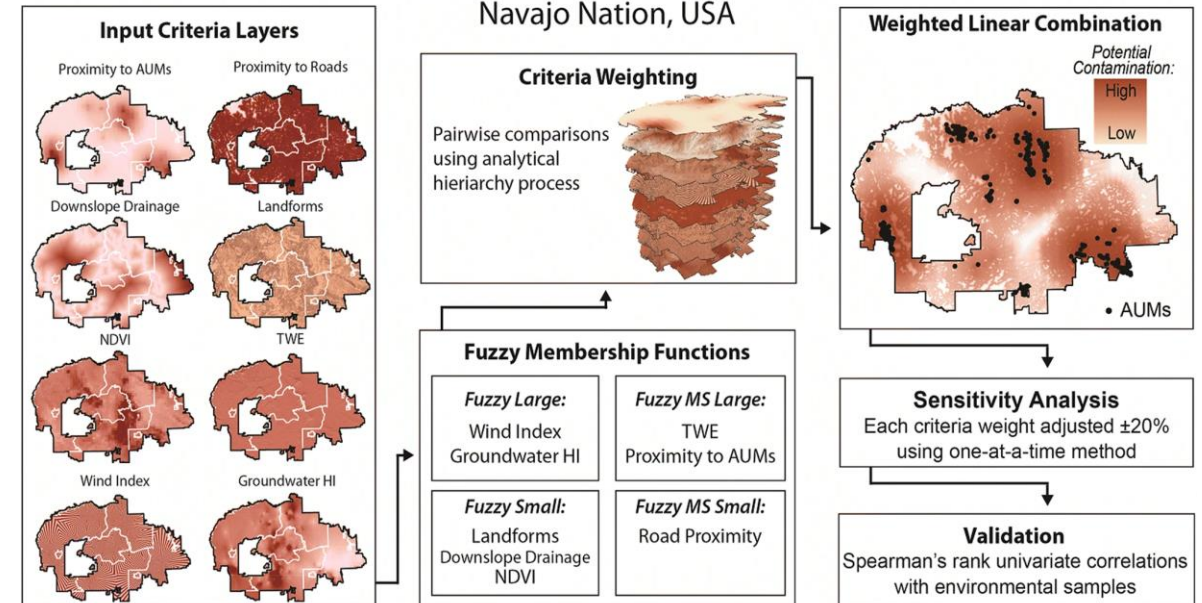 Navajo Nation, USA
Input Criteria Layers
Proximity to AUMs
Proximity to Roads
Downslope Drainage
Landforms
NDVI
TWE
Wind Index
Groundwater HI
Criteria Weighting
Pairwise comparisons
using analytical
hieriarchy process
Fuzzy Membership Functions
Fuzzy Large:
Wind Index
Groundwater HI
Fuzzy MS Large:
TWE
Proximity to AUMs
Fuzzy Small:
Landforms
Downslope Drainage
NDVI
Fuzzy MS Small:
Road Proximity
Weighted Linear Combination
Potential
Contamination:
High
Low
• AUMs
Sensitivity Analysis
Each criteria weight adjusted ±20%
using one-at-a-time method
Validation
Spearman's rank univariate correlations
with environmental samples